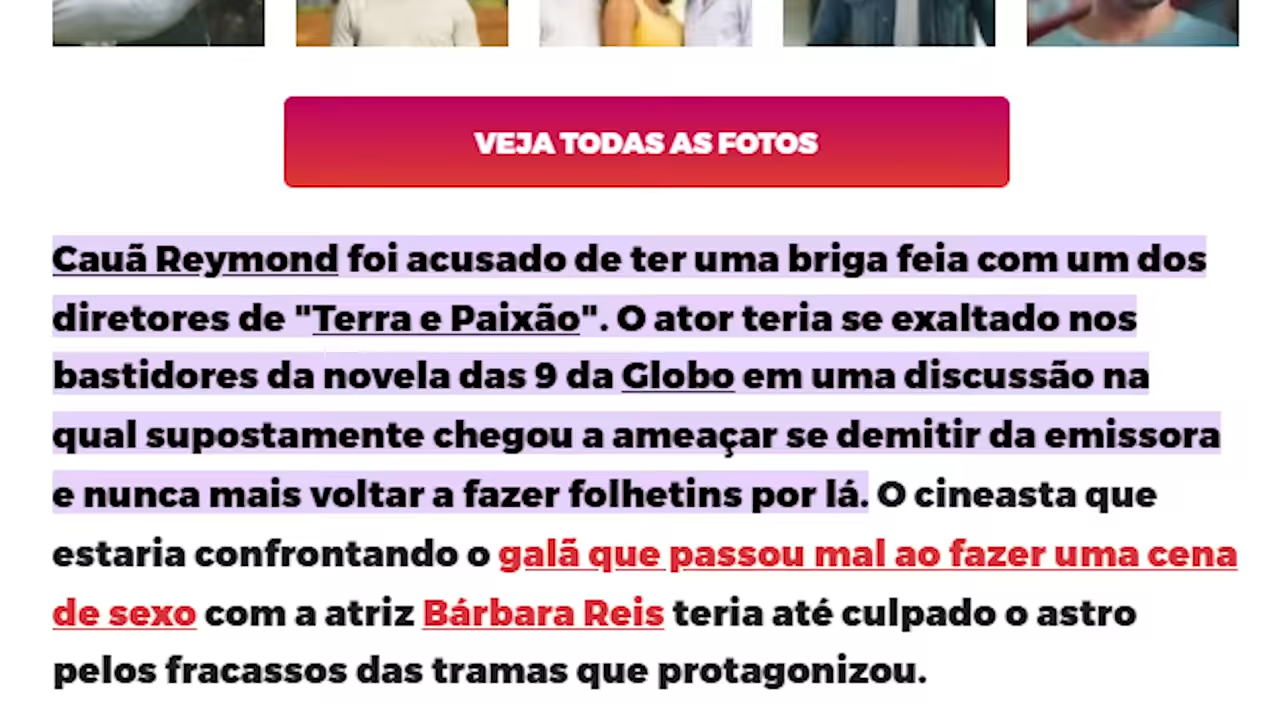 VEJA TODAS AS FOTOS
Cauã Reymond foi acusado de ter uma briga feia com um dos
diretores de "Terra e Paixão". O ator teria se exaltado nos
bastidores da novela das 9 da Globo em uma discussão na
qual supostamente chegou a ameaçar se demitir da emissora
e nunca mais voltar a fazer folhetins por lá. O cineasta que
estaria confrontando o galã que passou mal ao fazer uma cena
de sexo com a atriz Bárbara Reis teria até culpado o astro
pelos fracassos das tramas que protagonizou.